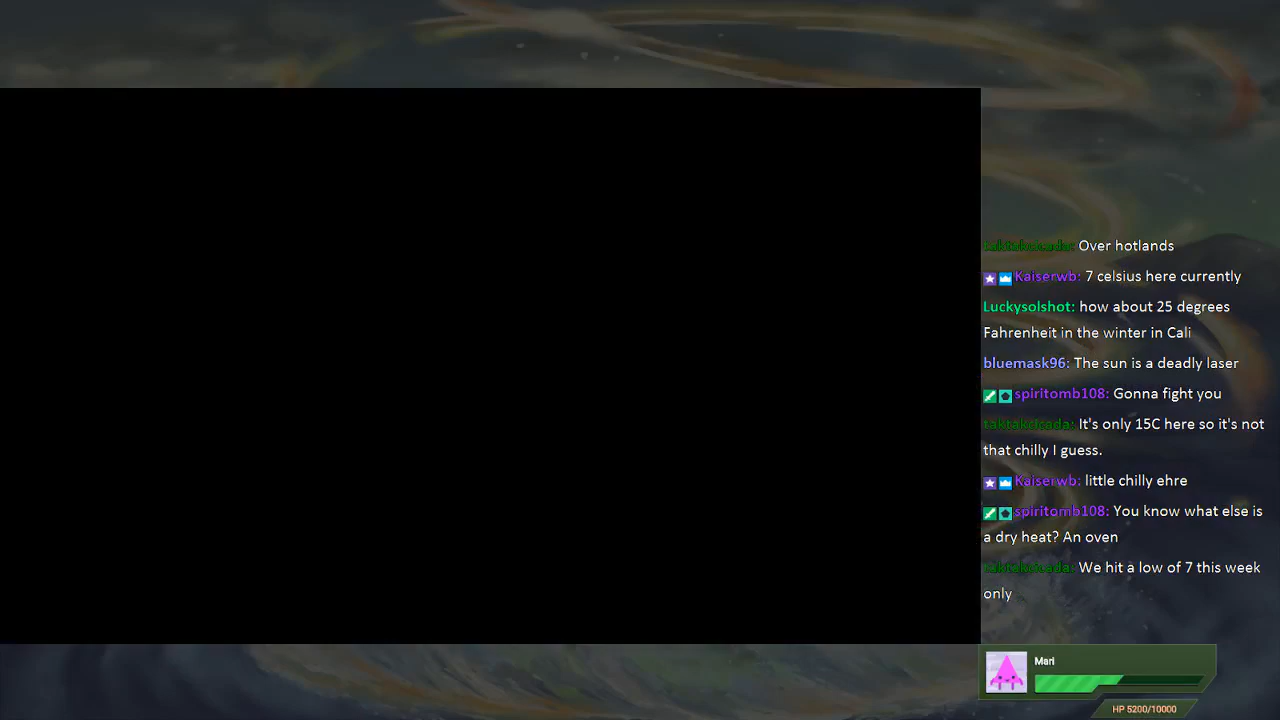 taktakcicada: Over hotlands
Kaiserwb: 7 celsius here currently
Luckysolshot: how about 25 degrees
Fahrenheit in the winter in Cali
bluemask96: The sun is a deadly laser
spiritomb108: Gonna fight you
taktakcicada: It's only 15C here so it's not
that chilly I guess.
Kaiserwb: little chilly ehre
spiritomb108: You know what else is
a dry heat? An oven
taktakcicada: We hit a low of 7 this week
only
Mari
HP 5200/10000